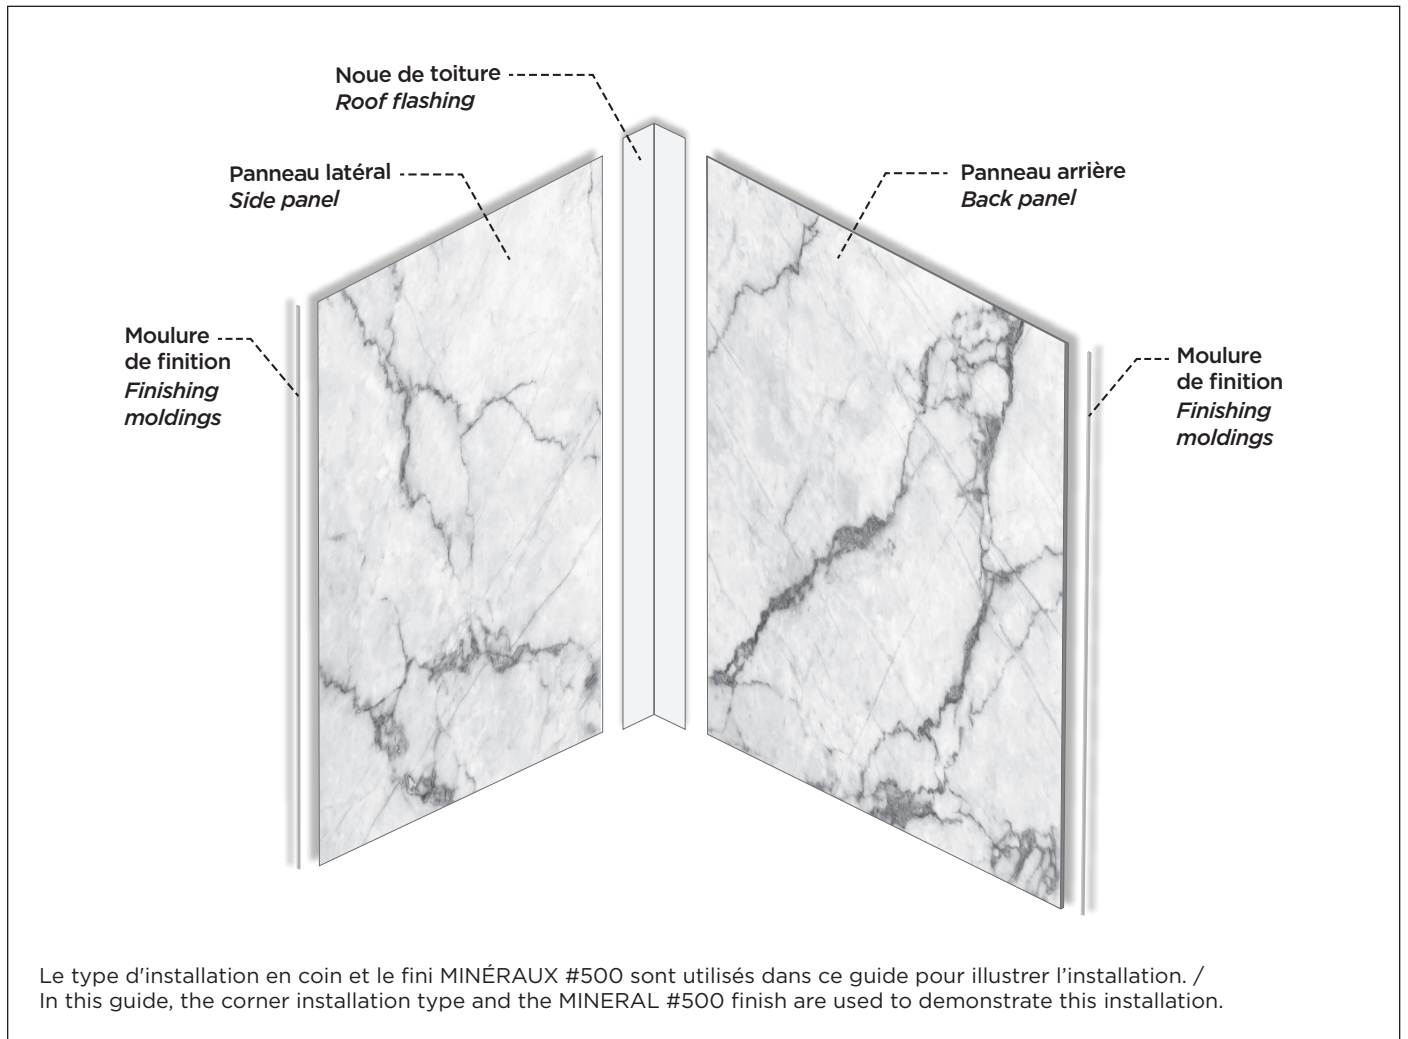 Noue de toiture
Roof flashing
Panneau latéral
Side panel
Panneau arrière
Back panel
Moulure
de finition
Finishing
moldings
Moulure
de finition
Finishing
moldings
Le type d'installation en coin et le fini MINÉRAUX #500 sont utilisés dans ce guide pour illustrer l’installation. /
In this guide, the corner installation type and the MINERAL #500 finish are used to demonstrate this installation.